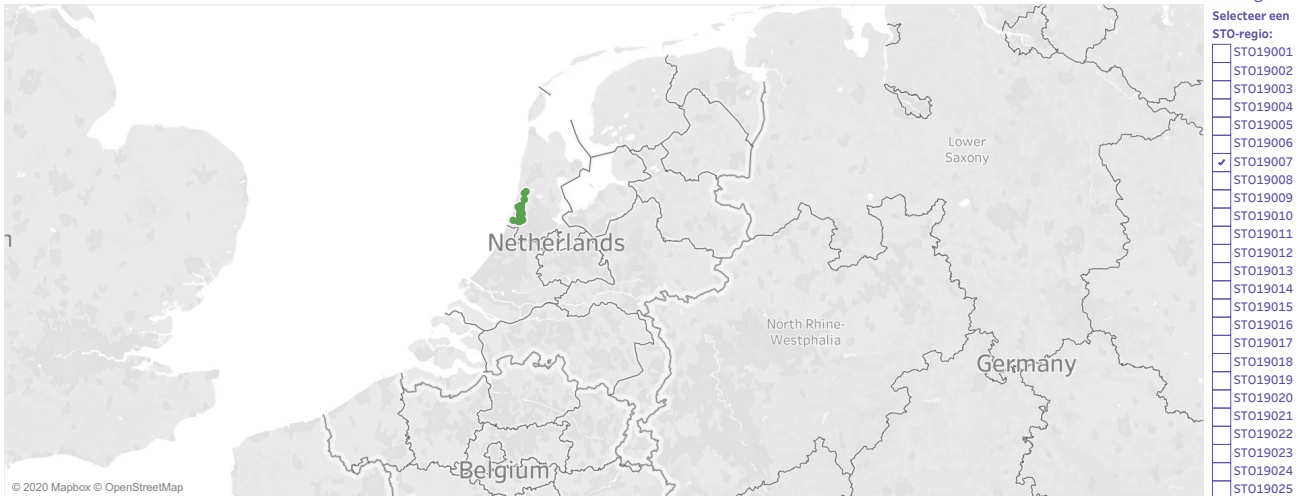 Selecteer een
STO-regio:
STO19001
STO19002
STO19003
STO19004
STO19005
STO19006
STO19007
STO19008
STO19009
STO19010
STO19011
STO19012
STO19013
STO19014
STO19015
STO19016
STO19017
STO19018
STO19019
STO19020
STO19021
STO19022
STO19023
STO19024
STO19025
Lower
Saxony
Netherlands
North Rhine-
Westphalia
Germany
Belgium
© 2020 Mapbox © OpenStreetMap